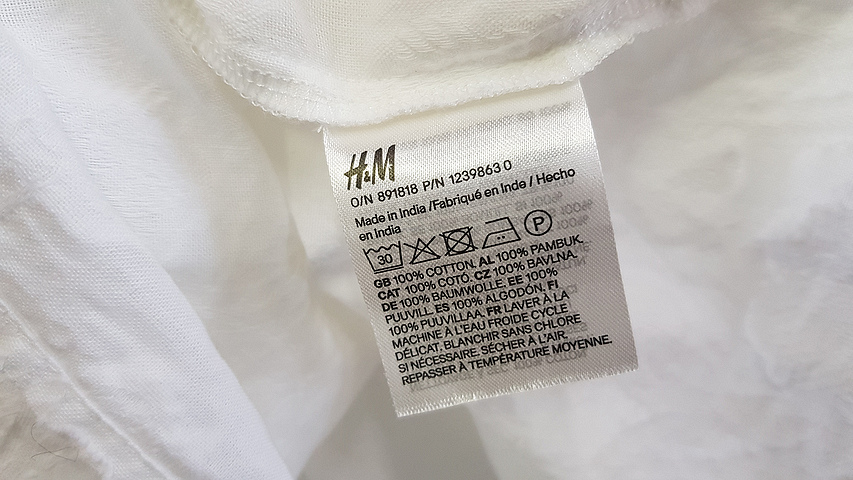 H&M
O/N 891818 P/N 1239863 0
Made in India /Fabriqué en Inde / Hecho
en India
30 P
GB 100% COTTON. AL 100% PAMBUK.
CAT 100% COTÓ. CZ 100% BAVLNA.
DE 100% BAUMWOLLE. EE 100%
PUUVILL. ES 100% ALGODÓN. FI
100% PUUVILLAA. FR LAVER À LA
MACHINE À L'EAU FROIDE CYCLE
DÉLICAT. BLANCHIR SANS CHLORE
SI NÉCESSAIRE. SÉCHER À L'AIR.
REPASSER À TEMPÉRATURE MOYENNE.